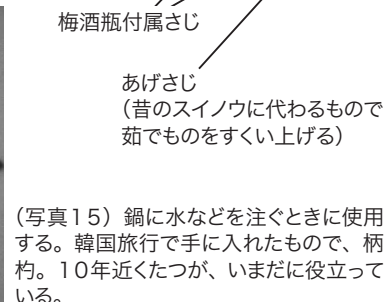 梅酒瓶付属さじ
あげさじ
（昔のスイノウに代わるもので
茹でものをすくい上げる）
（写真15）鍋に水などを注ぐときに使用
する。韓国旅行で手に入れたもので、柄
杓。10年近くたつが、いまだに役立って
いる。